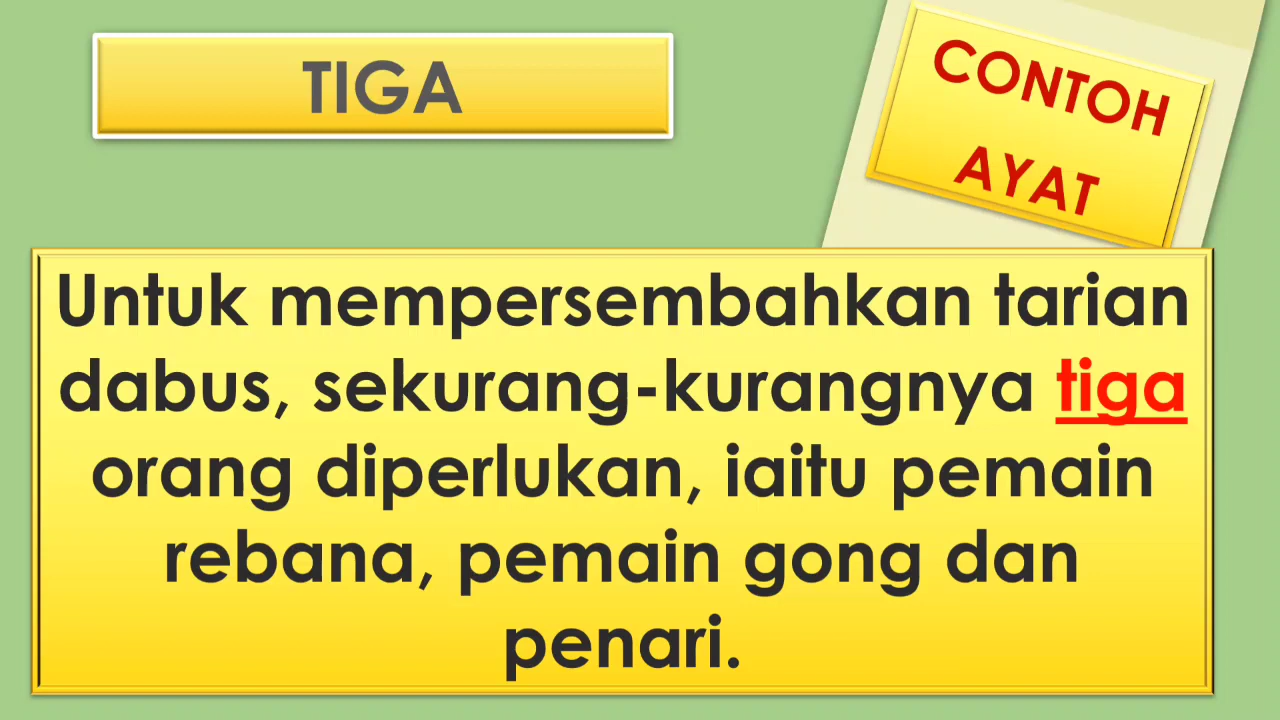 TIGA
CONTOH
AYAT
Untuk mempersembahkan tarian
dabus, sekurang-kurangnya tiga
orang diperlukan, iaitu pemain
rebana, pemain gong dan
penari.